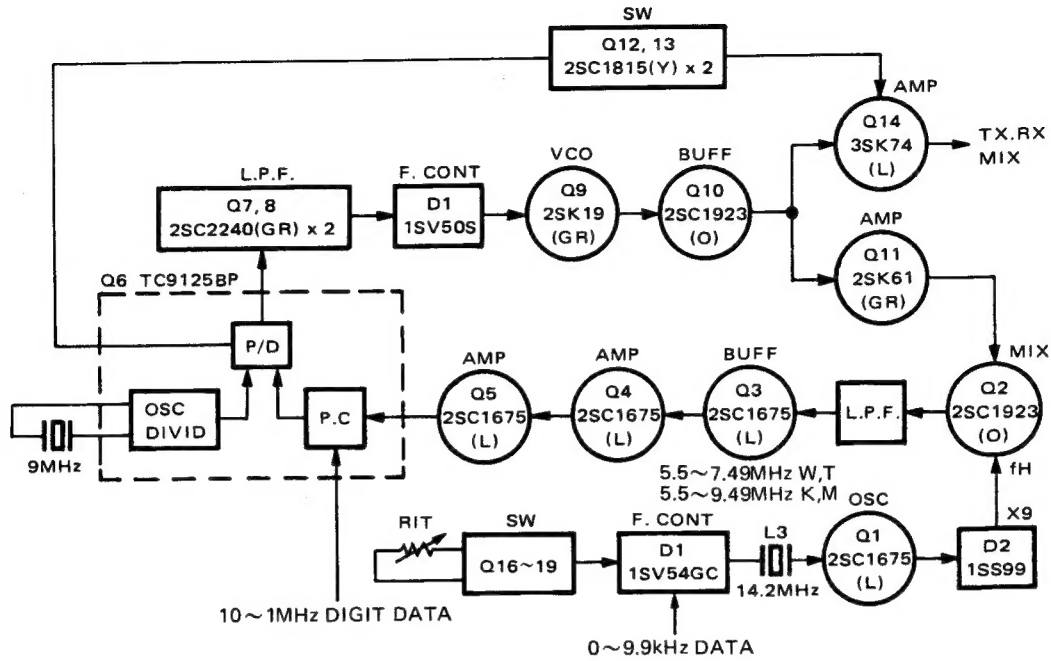 SW
Q12, 13
2SC1815(Y) x 2
AMP
Q14
3SK74
(L)
TX.RX
MIX
L.P.F.
Q7, 8
2SC2240(GR) x 2
F. CONT
D1
1SV50S
VCO
Q9
2SK19
(GR)
BUFF
Q10
2SC1923
(O)
AMP
Q11
2SK61
(GR)
Q6 TC9125BP
P/D
OSC
DIVID
P.C
9MHz
AMP
Q5
2SC1675
(L)
AMP
Q4
2SC1675
(L)
BUFF
Q3
2SC1675
(L)
L.P.F.
MIX
Q2
2SC1923
(O)
fH
5.5~7.49MHz W,T
5.5~9.49MHz K,M
RIT
SW
Q16~19
F. CONT
D1
1SV54GC
L3
14.2MHz
OSC
Q1
2SC1675
(L)
X9
D2
1SS99
10~1MHz DIGIT DATA
0~9.9kHz DATA